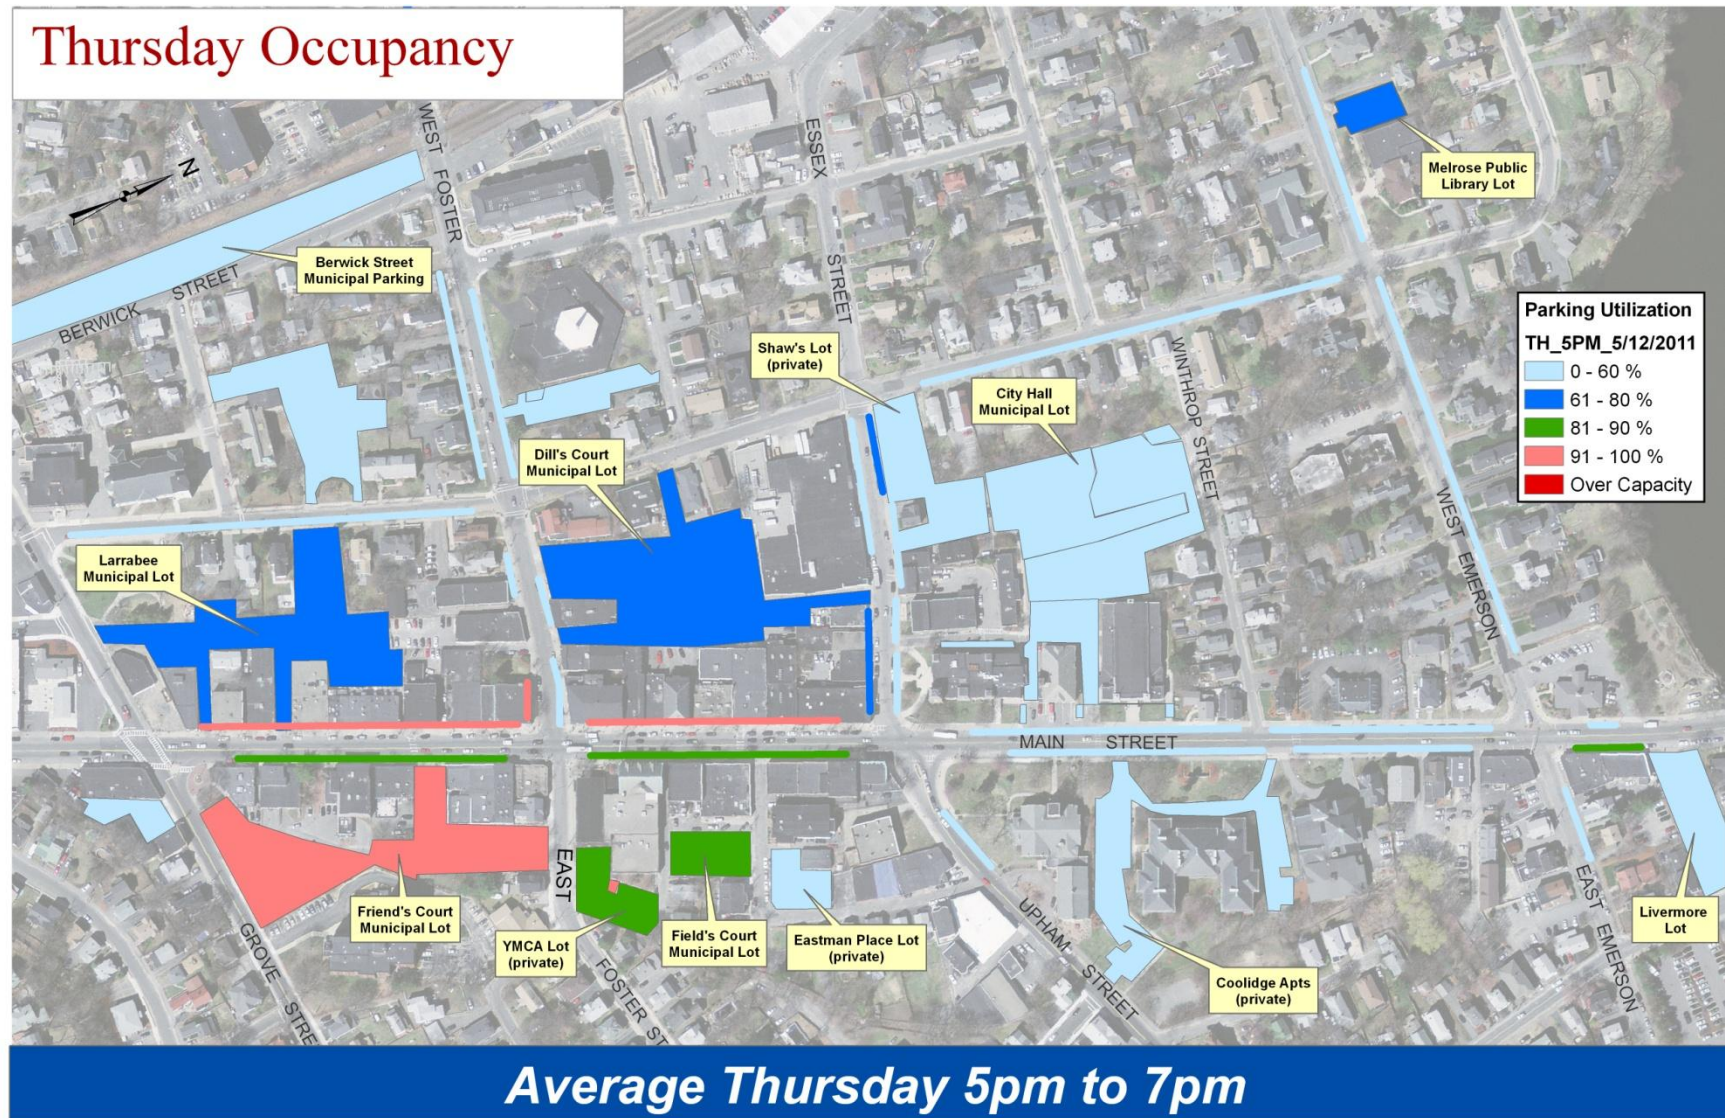 Thursday Occupancy
WEST FOSTER
ESSEX STREET
N
BERWICK STREET
Berwick Street
Municipal Parking
Melrose Public
Library Lot
Shaw's Lot
(private)
City Hall
Municipal Lot
WINTHROP STREET
Parking Utilization
TH_5PM_5/12/2011
0 - 60 %
61 - 80 %
81 - 90 %
91 - 100 %
Over Capacity
Dill's Court
Municipal Lot
WEST EMERSON
Larrabee
Municipal Lot
MAIN STREET
Friend's Court
Municipal Lot
YMCA Lot
(private)
Field's Court
Municipal Lot
Eastman Place Lot
(private)
Coolidge Apts
(private)
Livermore
Lot
GROVE STREE
EAST
FOSTER ST
UPHAM STREET
EAST EMERSON
Average Thursday 5pm to 7pm